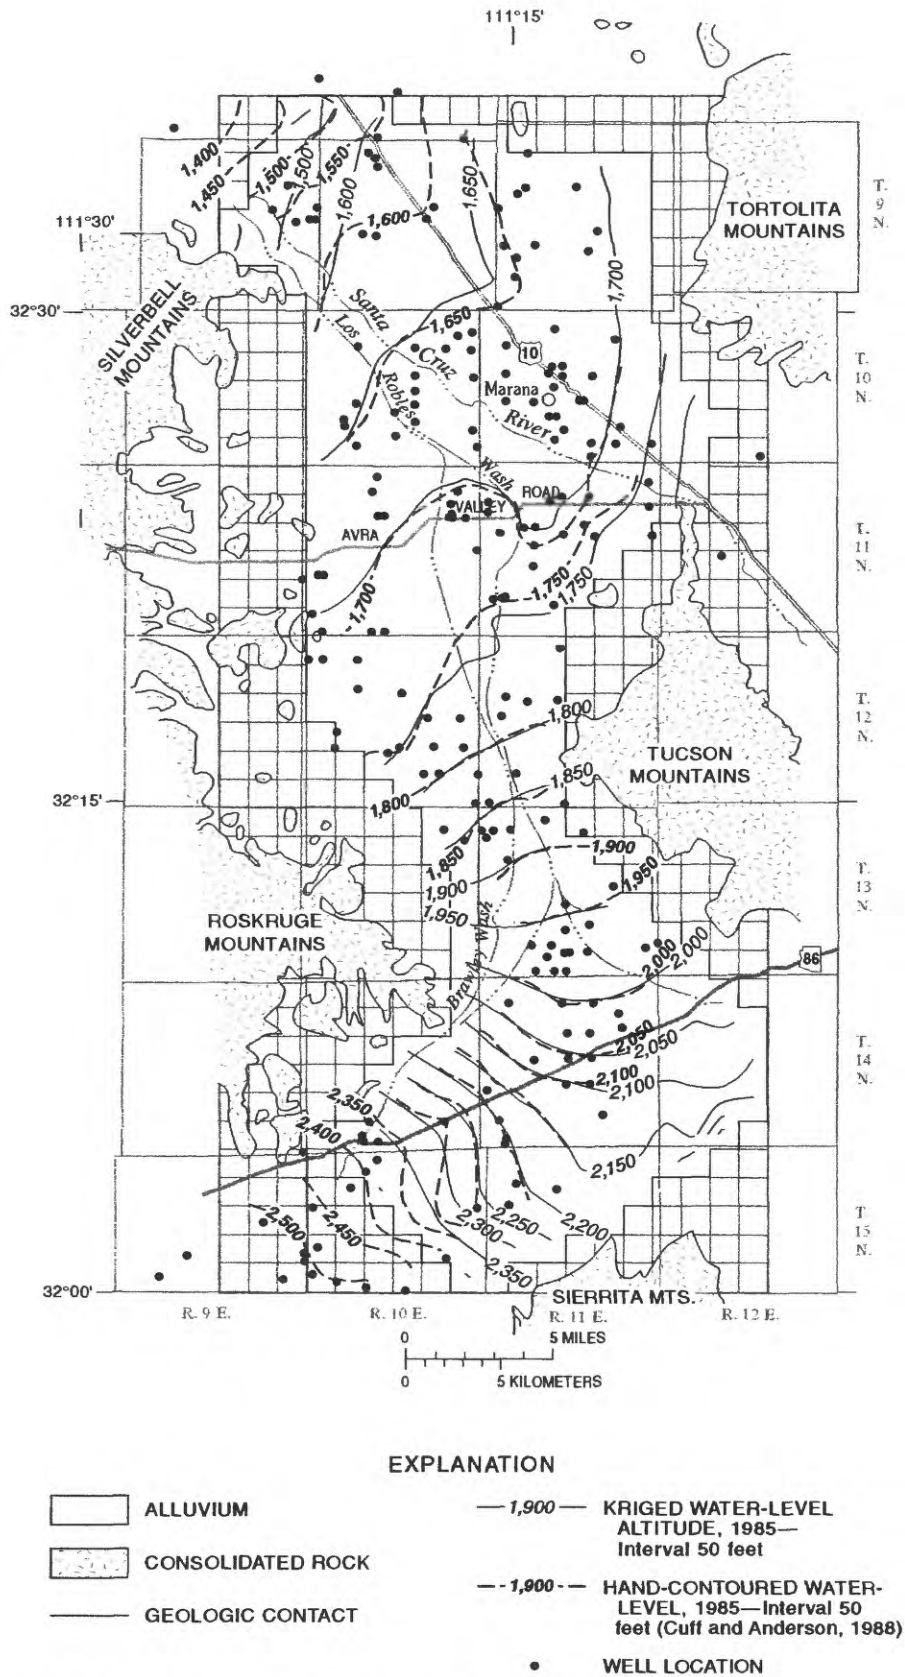 111°15'
1,400
1,450
1,500
1,500
1,550
1,600
1,600
1,650
111°30'
T.
9
N.
TORTOLITA
MOUNTAINS
1,700
32°30'
SILVERBELL
MOUNTAINS
Santa
Cruz
River
Los
Robles
Wash
1,650
10
Marana
T.
10
N.
AVRA
VALLEY
ROAD
T.
11
N.
1,700
1,750
1,750
T.
12
N.
1,800
1,800
TUCSON
MOUNTAINS
32°15'
1,850
1,850
1,900
1,900
1,950
1,950
T.
13
N.
ROSKRUGE
MOUNTAINS
Brawley Wash
2,000
2,000
86
2,050
2,050
2,100
2,100
T.
14
N.
2,350
2,400
2,150
2,500
2,450
2,300
2,250
2,200
2,350
T
15
N.
32°00'
SIERRITA MTS.
R. 9 E.
R. 10 E.
R. 11 E.
R. 12 E.
0
5 MILES
0
5 KILOMETERS
EXPLANATION
ALLUVIUM
CONSOLIDATED ROCK
GEOLOGIC CONTACT
1,900
KRIGED WATER-LEVEL
ALTITUDE, 1985—
Interval 50 feet
1,900
HAND-CONTOURED WATER-
LEVEL, 1985—Interval 50
feet (Cuff and Anderson, 1988)
WELL LOCATION